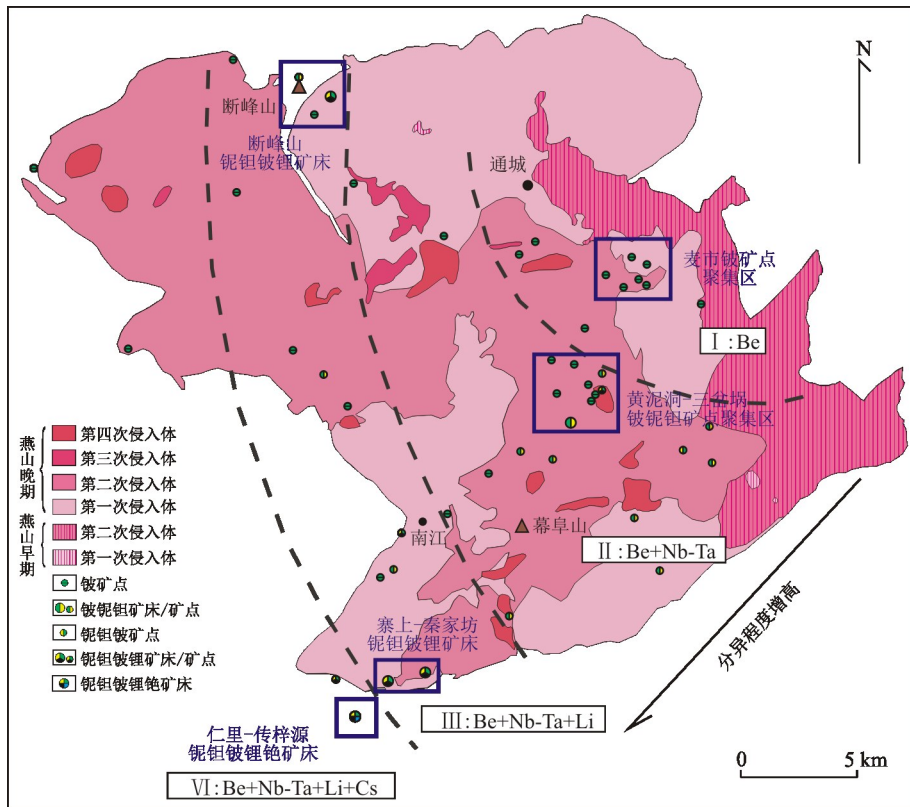 N
断峰山
断峰山
铌钽铍锂矿床
通城
麦市铍矿点
聚集区
Ⅰ:Be
黄泥洞-三岔埚
铍铌钽矿点聚集区
燕山晚期
第四次侵入体
第三次侵入体
第二次侵入体
第一次侵入体
燕山早期
第二次侵入体
第一次侵入体
铍矿点
铍铌钽矿床/矿点
铌钽铍矿点
铌钽铍锂矿床/矿点
铌钽铍锂铯矿床
南江
幕阜山
Ⅱ:Be+Nb-Ta
分异程度增高
寨上-秦家坊
铌钽铍锂矿床
Ⅲ:Be+Nb-Ta+Li
仁里-传梓源
铌钽铍锂铯矿床
Ⅵ:Be+Nb-Ta+Li+Cs
0 5 km